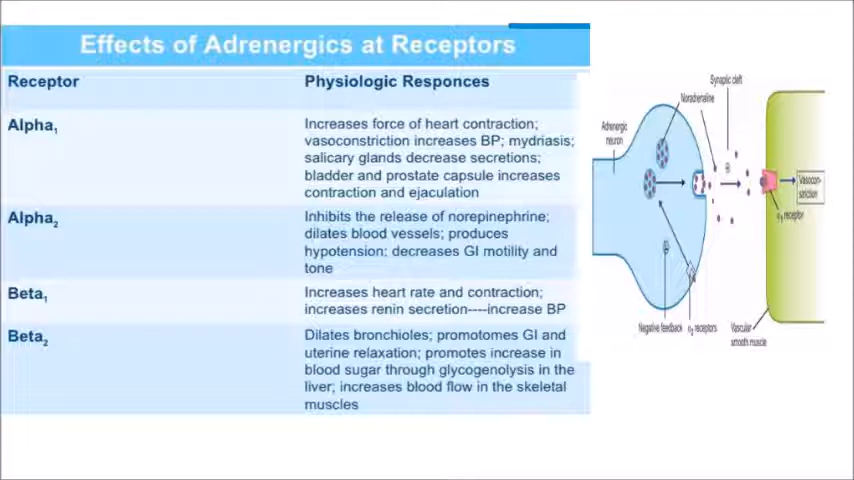 Effects of Adrenergics at Receptors
Receptor
Physiologic Responces
Alpha1
Increases force of heart contraction;
vasoconstriction increases BP; mydriasis;
salicary glands decrease secretions;
bladder and prostate capsule increases
contraction and ejaculation
Alpha2
Inhibits the release of norepinephrine;
dilates blood vessels; produces
hypotension; decreases GI motility and
tone
Beta1
Increases heart rate and contraction;
increases renin secretion----increase BP
Beta2
Dilates bronchioles; promotomes GI and
uterine relaxation; promotes increase in
blood sugar through glycogenolysis in the
liver; increases blood flow in the skeletal
muscles
Synaptic cleft
Noradrenaline
Adrenergic
neuron
Vasocon-
striction
α1 receptor
Negative feedback
α2 receptors
Vascular
smooth muscle